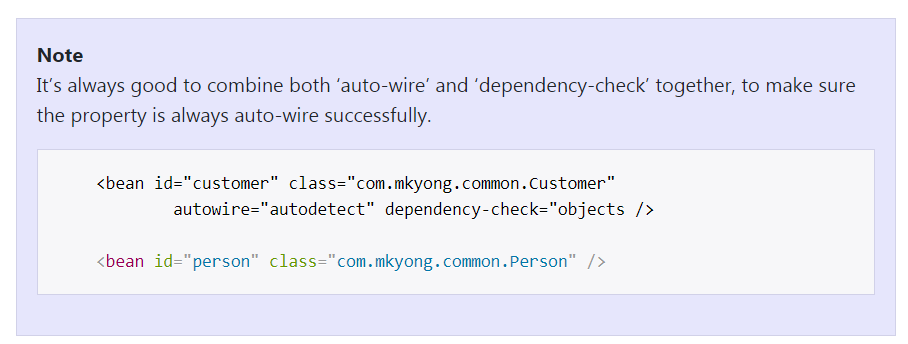 Note
It’s always good to combine both ‘auto-wire’ and ‘dependency-check’ together, to make sure
the property is always auto-wire successfully.
<bean id="customer" class="com.mkyong.common.Customer"
autowire="autodetect" dependency-check="objects />
<bean id="person" class="com.mkyong.common.Person" />